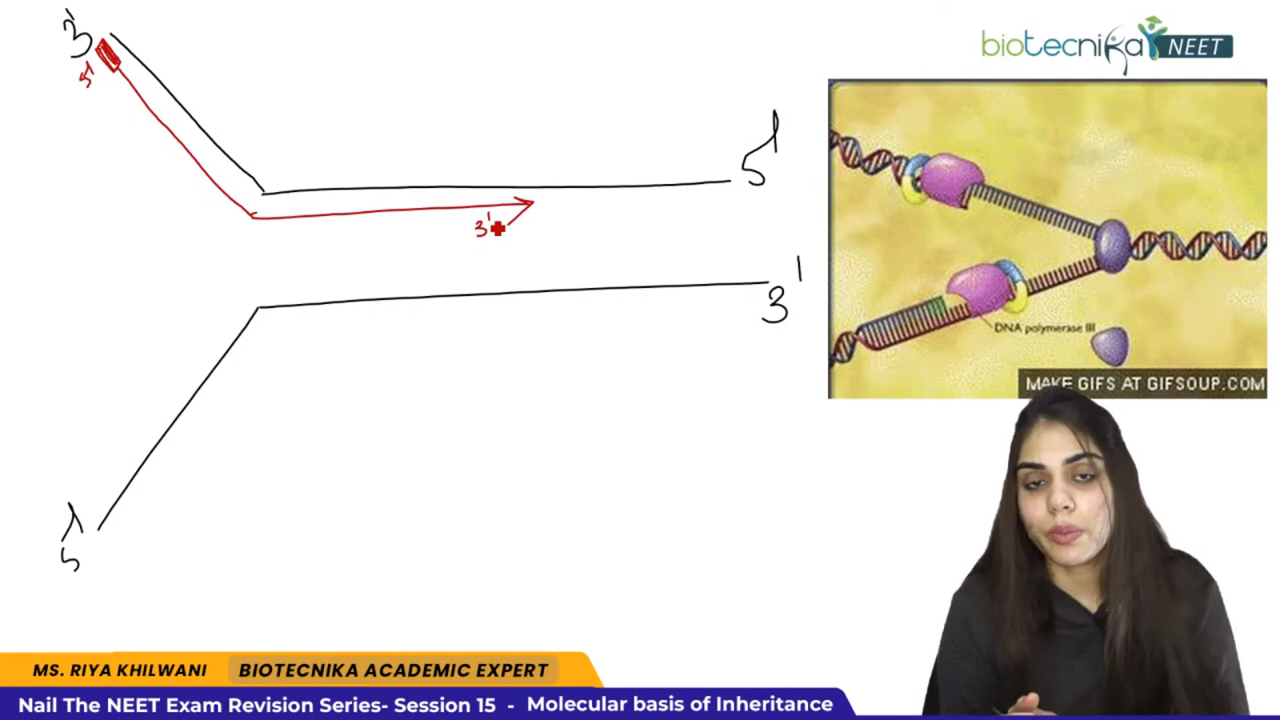 3'
5'
5'
3'
3'
5'
biotecnika NEET
DNA polymerase III
MAKE GIFS AT GIFSOUP.COM
MS. RIYA KHILWANI BIOTECNIKA ACADEMIC EXPERT
Nail The NEET Exam Revision Series- Session 15 - Molecular basis of Inheritance